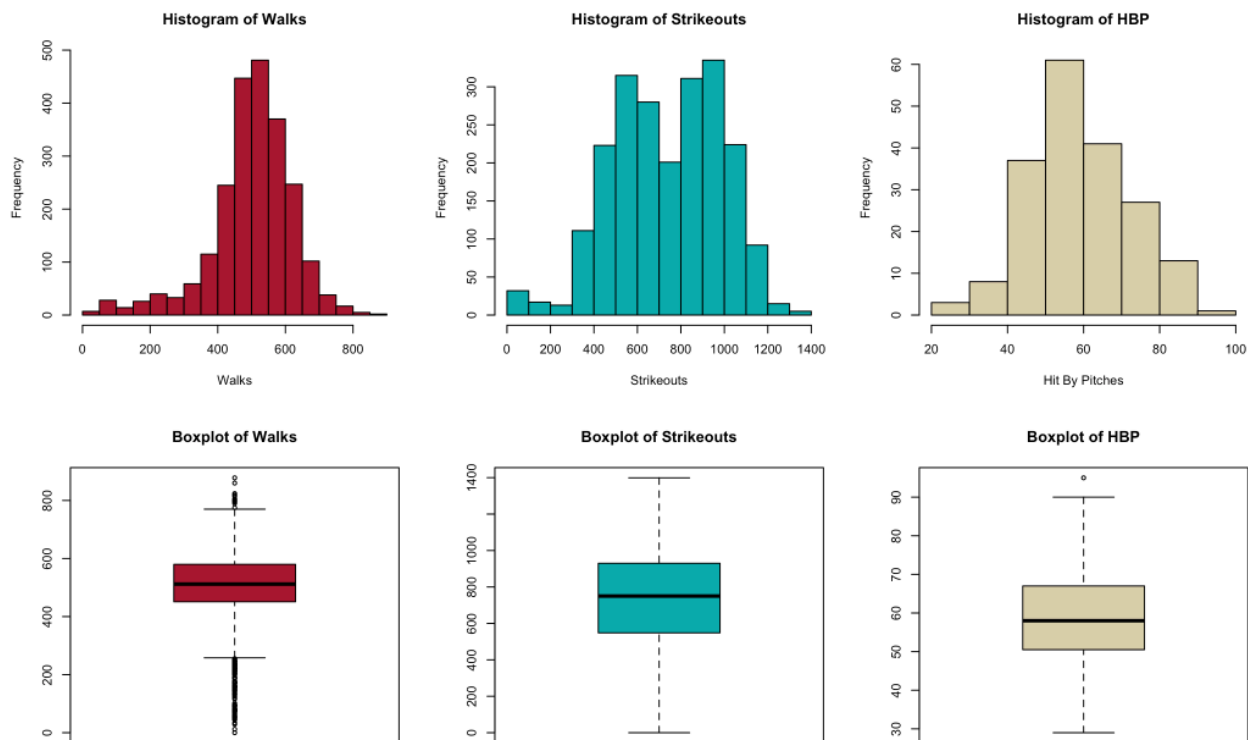 Histogram of Walks
Frequency
0 100 200 300 400 500
0 200 400 600 800
Walks
Histogram of Strikeouts
Frequency
0 50 100 150 200 250 300
0 200 400 600 800 1000 1200 1400
Strikeouts
Histogram of HBP
Frequency
0 10 20 30 40 50 60
20 40 60 80 100
Hit By Pitches
Boxplot of Walks
0 200 400 600 800
Boxplot of Strikeouts
0 200 400 600 800 1000 1400
Boxplot of HBP
30 40 50 60 70 90